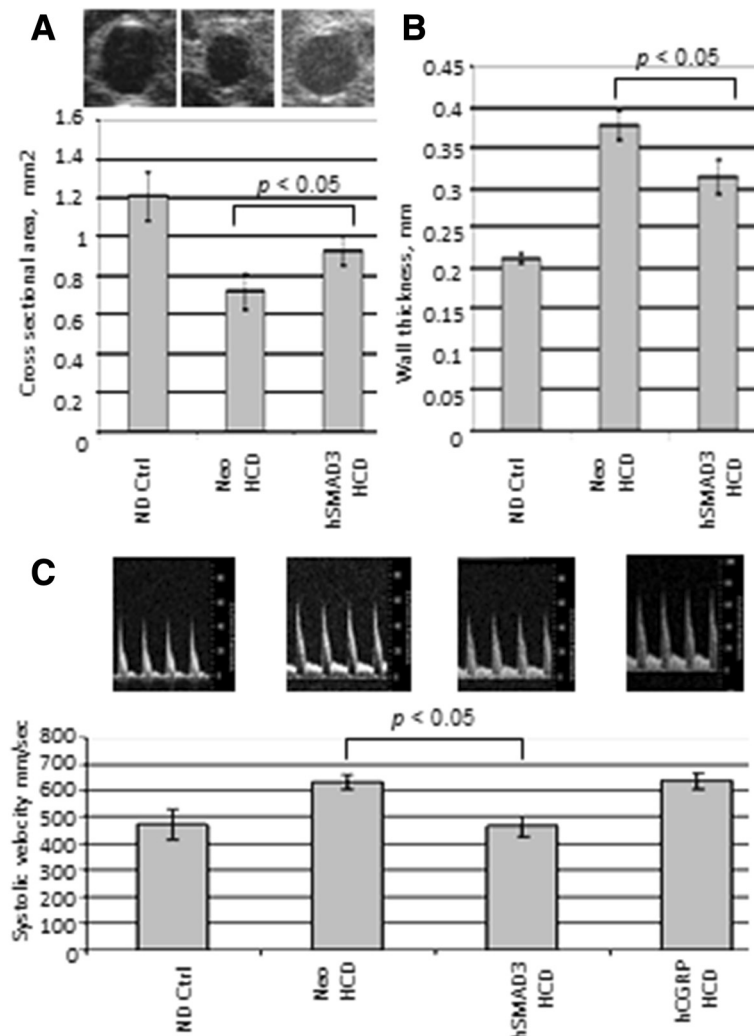 A
B
1.6
1.4
1.2
1
0.8
0.6
0.4
0.2
0
Cross sectional area, mm2
p < 0.05
ND Ctrl
Neo
HCD
hSMAD3
HCD
0.45
0.4
0.35
0.3
0.25
0.2
0.15
0.1
0.05
0
Wall thickness, mm
p < 0.05
ND Ctrl
Neo
HCD
hSMAD3
HCD
C
800
700
600
500
400
300
200
100
0
Systolic velocity mm/sec
p < 0.05
ND Ctrl
Neo
HCD
hSMAD3
HCD
hCGRP
HCD